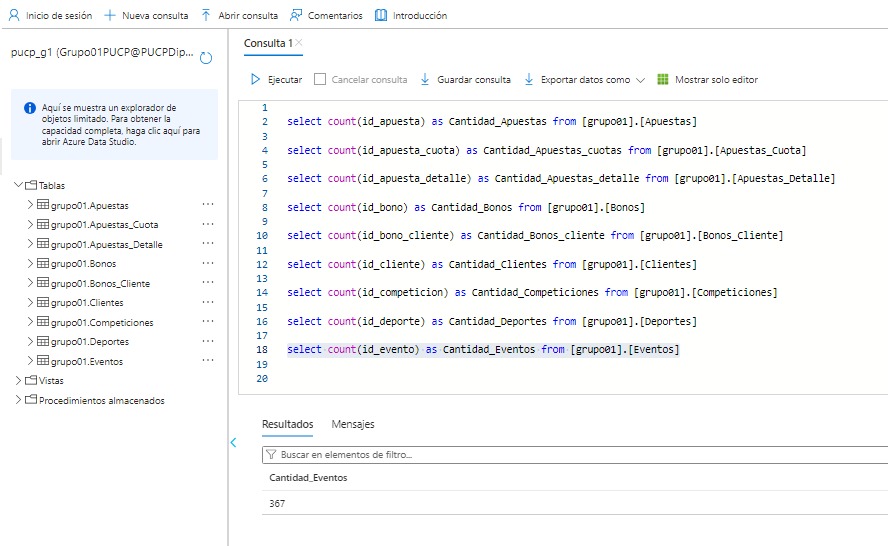 Inicio de sesión Nueva consulta Abrir consulta Comentarios Introducción
pucp_g1 (Grupo01PUCP@PUCPDip...
Aquí se muestra un explorador de
objetos limitado. Para obtener la
capacidad completa, haga clic aquí para
abrir Azure Data Studio.
Tablas
grupo01.Apuestas ...
grupo01.Apuestas_Cuota ...
grupo01.Apuestas_Detalle ...
grupo01.Bonos ...
grupo01.Bonos_Cliente ...
grupo01.Clientes ...
grupo01.Competiciones ...
grupo01.Deportes ...
grupo01.Eventos ...
Vistas
Procedimientos almacenados
Consulta 1
Ejecutar Cancelar consulta Guardar consulta Exportar datos como Mostrar solo editor
1
2 select count(id_apuesta) as Cantidad_Apuestas from [grupo01].[Apuestas]
3
4 select count(id_apuesta_cuota) as Cantidad_Apuestas_cuotas from [grupo01].[Apuestas_Cuota]
5
6 select count(id_apuesta_detalle) as Cantidad_Apuestas_detalle from [grupo01].[Apuestas_Detalle]
7
8 select count(id_bono) as Cantidad_Bonos from [grupo01].[Bonos]
9
10 select count(id_bono_cliente) as Cantidad_Bonos_cliente from [grupo01].[Bonos_Cliente]
11
12 select count(id_cliente) as Cantidad_Clientes from [grupo01].[Clientes]
13
14 select count(id_competicion) as Cantidad_Competiciones from [grupo01].[Competiciones]
15
16 select count(id_deporte) as Cantidad_Deportes from [grupo01].[Deportes]
17
18 select count(id_evento) as Cantidad_Eventos from [grupo01].[Eventos]
19
20
Resultados Mensajes
Buscar en elementos de filtro...
Cantidad_Eventos
367